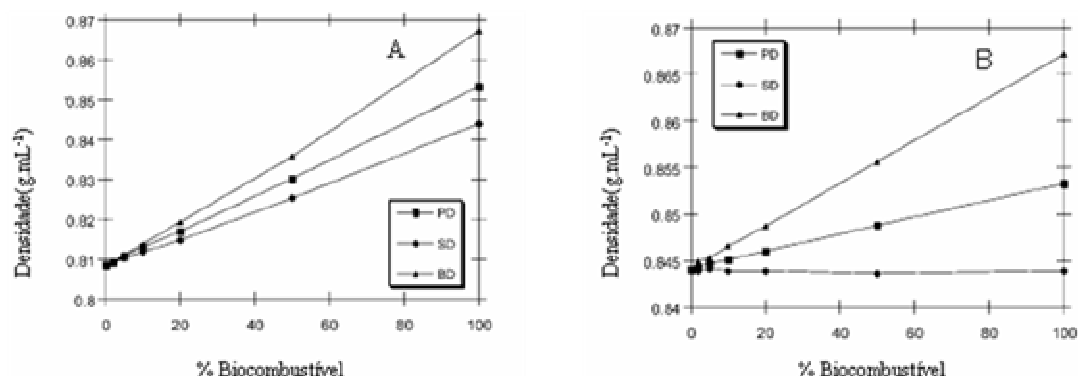 A
Densidade(g.mL-1)
0.87
0.86
0.85
0.84
0.83
0.82
0.81
0.8
PD
SD
BD
0 20 40 60 80 100
% Biocombustível
B
Densidade(g.mL-1)
0.87
0.865
0.86
0.855
0.85
0.845
0.84
PD
SD
BD
0 20 40 60 80 100
% Biocombustível